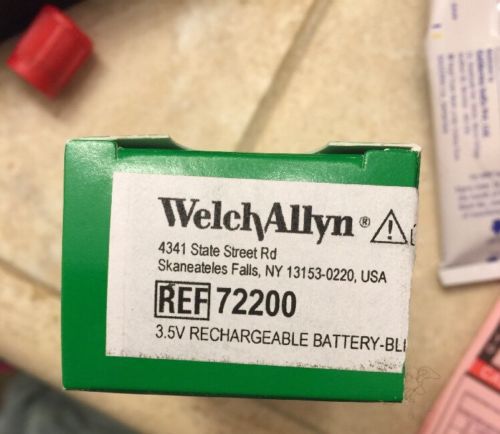 WelchAllyn®
4341 State Street Rd
Skaneateles Falls, NY 13153-0220, USA
REF 72200
3.5V RECHARGEABLE BATTERY-BL